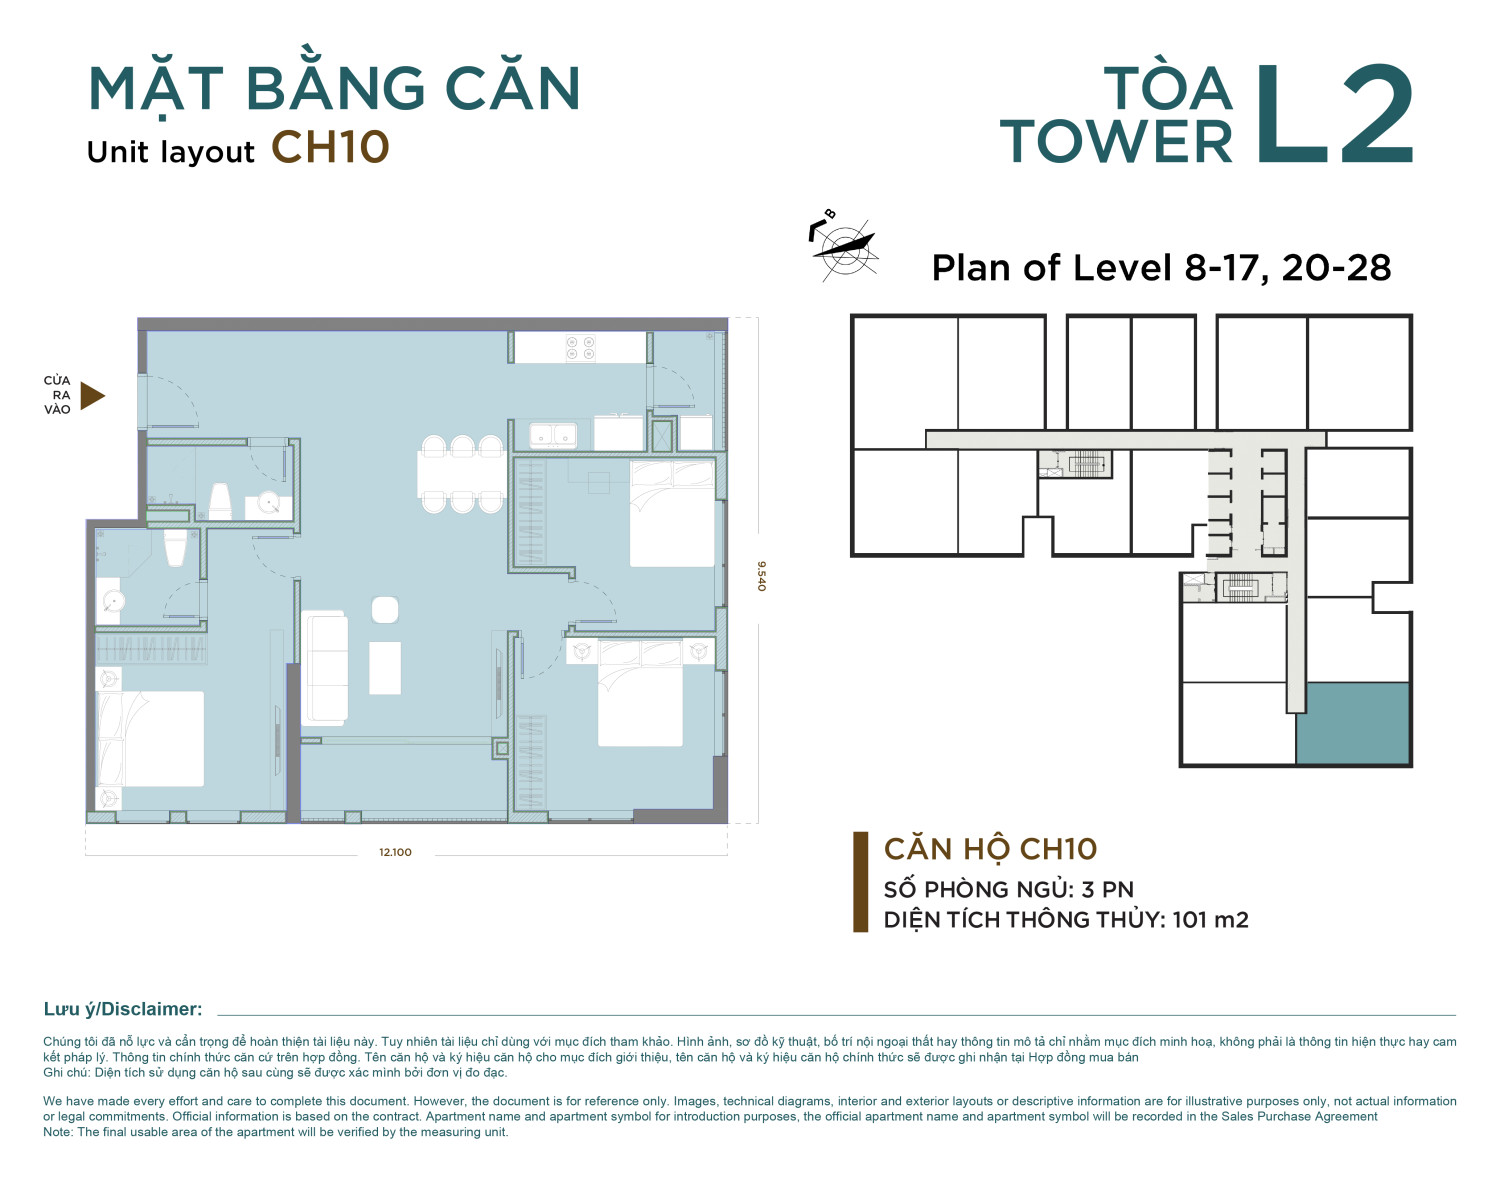 MẶT BẰNG CĂN
Unit layout CH10
TÒA
TOWER
L2
B
Plan of Level 8-17, 20-28
CỬA
RA
VÀO
9.540
12.100
CĂN HỘ CH10
SỐ PHÒNG NGỦ: 3 PN
DIỆN TÍCH THÔNG THỦY: 101 m2
Lưu ý/Disclaimer:
Chúng tôi đã nỗ lực và cẩn trọng để hoàn thiện tài liệu này. Tuy nhiên tài liệu chỉ dùng với mục đích tham khảo. Hình ảnh, sơ đồ kỹ thuật, bố trí nội ngoại thất hay thông tin mô tả chỉ nhằm mục đích minh hoạ, không phải là thông tin hiện thực hay cam
kết pháp lý. Thông tin chính thức căn cứ trên hợp đồng. Tên căn hộ và ký hiệu căn hộ cho mục đích giới thiệu, tên căn hộ và ký hiệu căn hộ chính thức sẽ được ghi nhận tại Hợp đồng mua bán
Ghi chú: Diện tích sử dụng căn hộ sau cùng sẽ được xác minh bởi đơn vị đo đạc.
We have made every effort and care to complete this document. However, the document is for reference only. Images, technical diagrams, interior and exterior layouts or descriptive information are for illustrative purposes only, not actual information
or legal commitments. Official information is based on the contract. Apartment name and apartment symbol for introduction purposes, the official apartment name and apartment symbol will be recorded in the Sales Purchase Agreement
Note: The final usable area of the apartment will be verified by the measuring unit.